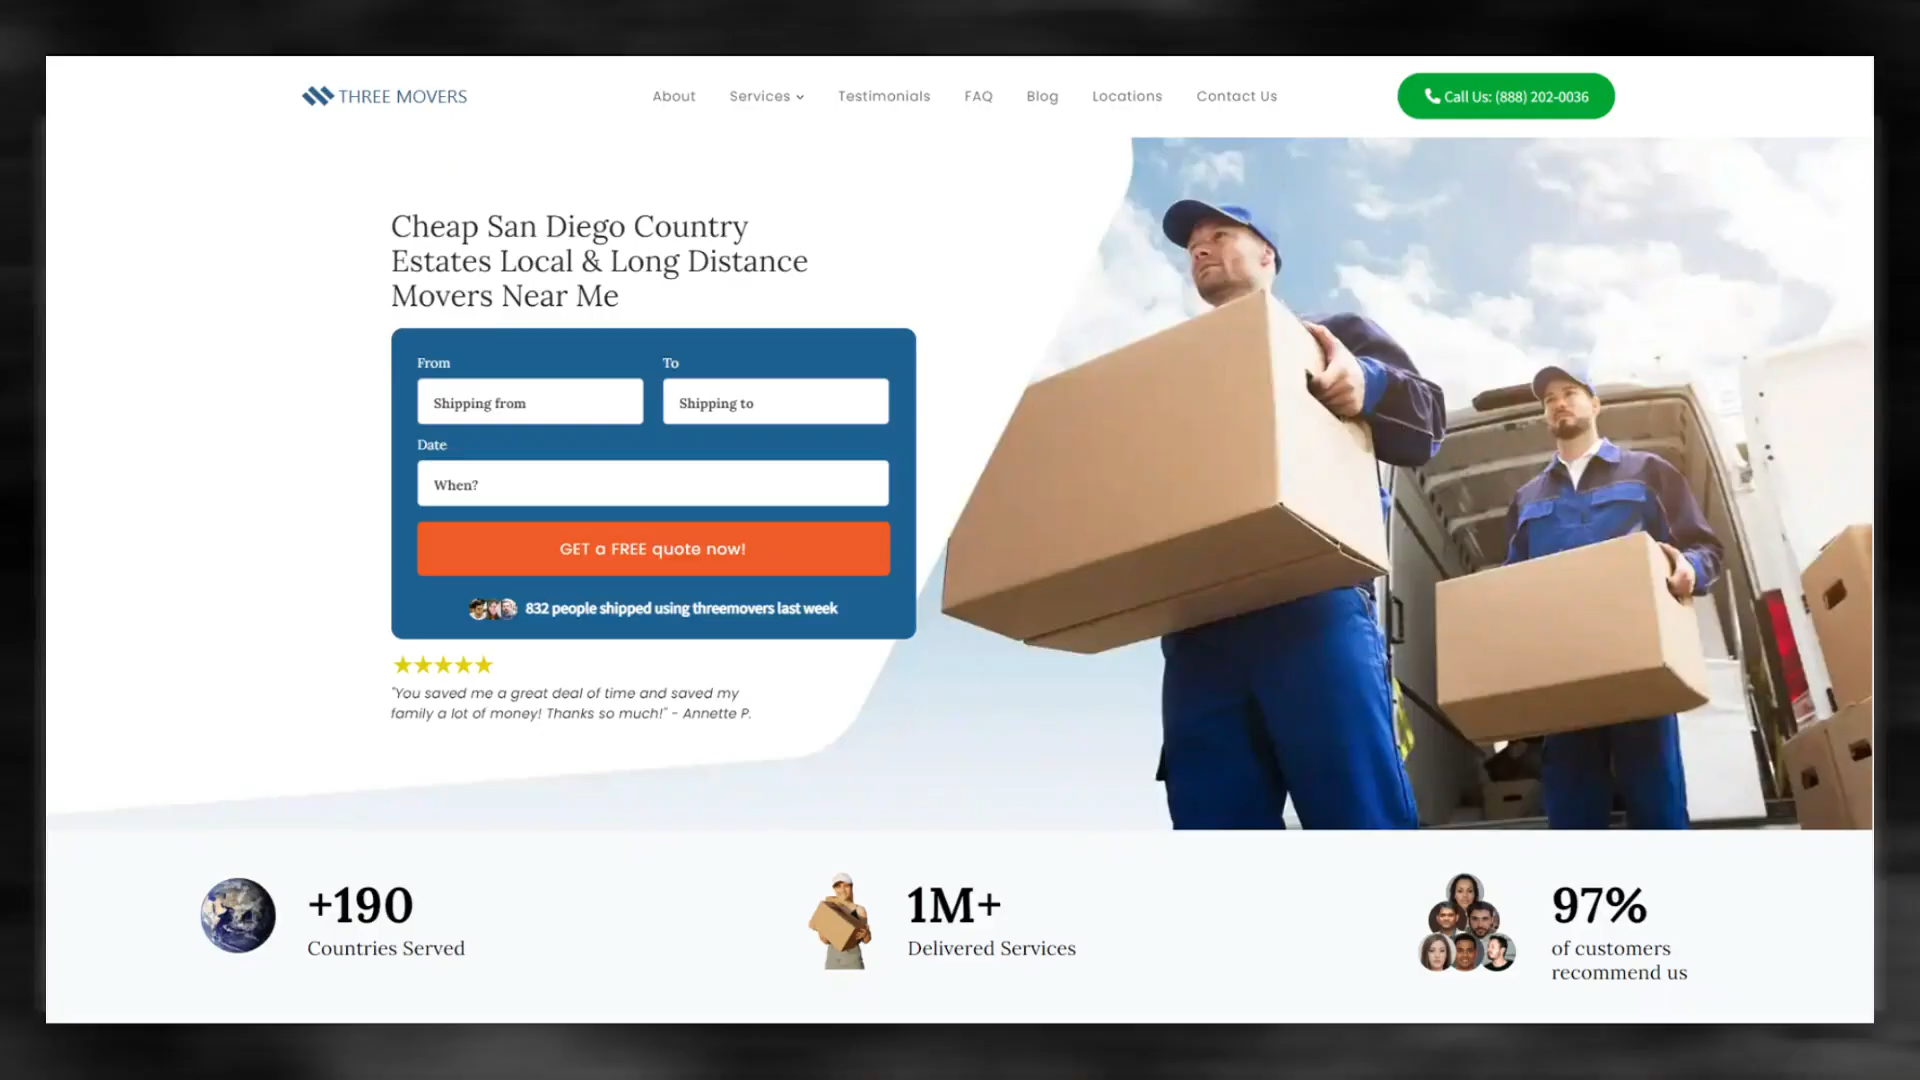 THREE MOVERS
About
Services
Testimonials
FAQ
Blog
Locations
Contact Us
Call Us: (888) 202-0036
Cheap San Diego Country
Estates Local & Long Distance
Movers Near Me
From
To
Shipping from
Shipping to
Date
When?
GET a FREE quote now!
832 people shipped using threemovers last week
"You saved me a great deal of time and saved my
family a lot of money! Thanks so much!" - Annette P.
+190
Countries Served
1M+
Delivered Services
97%
of customers
recommend us